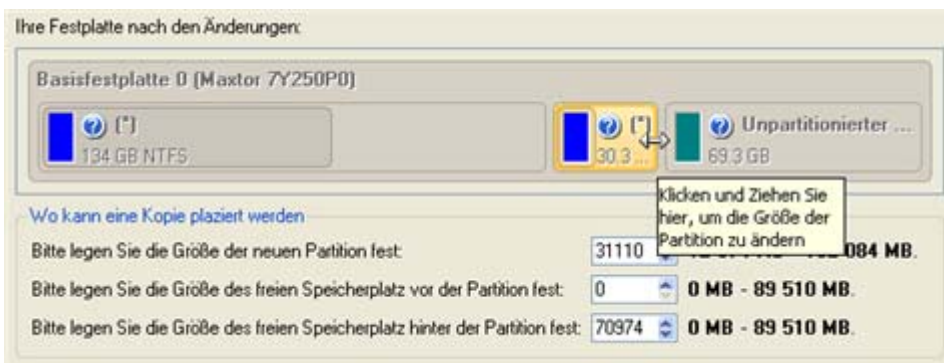 Ihre Festplatte nach den Änderungen:
Basisfestplatte 0 (Maxtor 7Y250P0)
(*)
134 GB NTFS
(*)
30.3 ...
Unpartitionierter ...
69.3 GB
Klicken und Ziehen Sie
hier, um die Größe der
Partition zu ändern
Wo kann eine Kopie plaziert werden
Bitte legen Sie die Größe der neuen Partition fest: 31110 084 MB.
Bitte legen Sie die Größe des freien Speicherplatz vor der Partition fest: 0 0 MB - 89 510 MB.
Bitte legen Sie die Größe des freien Speicherplatz hinter der Partition fest: 70974 0 MB - 89 510 MB.